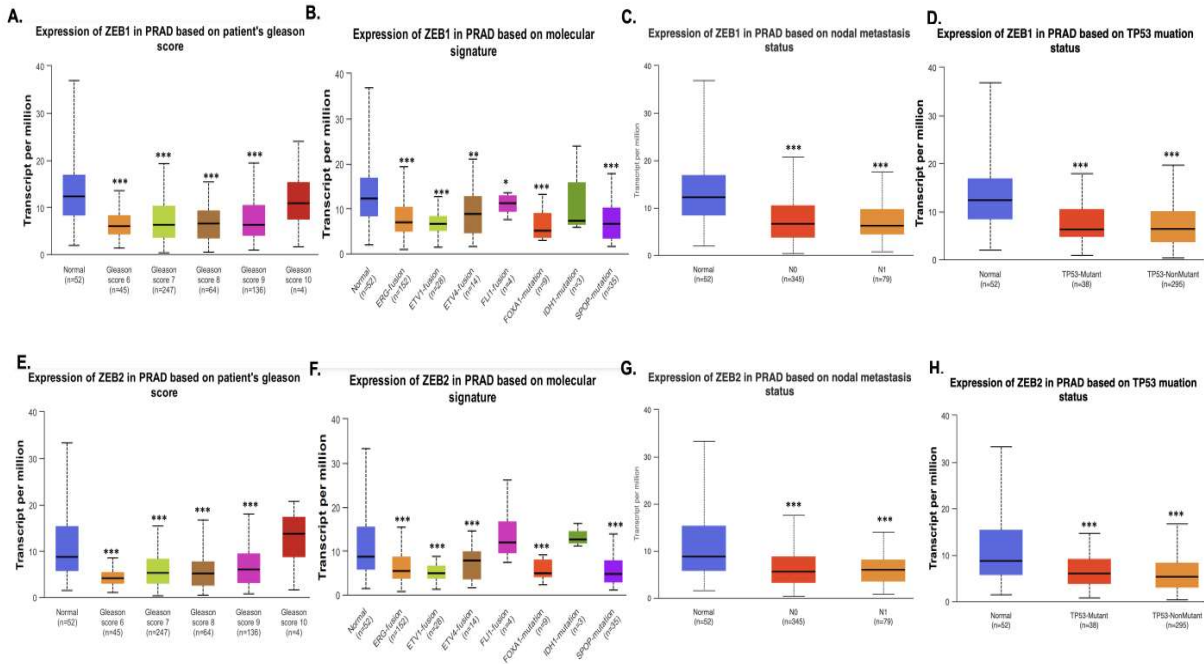 A.
Expression of ZEB1 in PRAD based on patient's gleason
score
Transcript per million
40
30
20
10
0
***
***
***
***
Normal
(n=52)
Gleason
score 6
(n=45)
Gleason
score 7
(n=247)
Gleason
score 8
(n=64)
Gleason
score 9
(n=136)
Gleason
score 10
(n=4)
B.
Expression of ZEB1 in PRAD based on molecular
signature
Transcript per million
40
30
20
10
0
***
***
**
*
***
***
Normal
(n=52)
ERG-fusion
(n=152)
ETV1-fusion
(n=28)
ETV4-fusion
(n=14)
FLI1-fusion
(n=4)
FOXA1-mutation
(n=9)
IDH1-mutation
(n=3)
SPOP-mutation
(n=35)
C.
Expression of ZEB1 in PRAD based on nodal metastasis
status
Transcript per million
40
30
20
10
0
***
***
Normal
(n=52)
N0
(n=345)
N1
(n=79)
D.
Expression of ZEB1 in PRAD based on TP53 muation
status
Transcript per million
40
30
20
10
0
***
***
Normal
(n=52)
TP53-Mutant
(n=38)
TP53-NonMutant
(n=295)
E.
Expression of ZEB2 in PRAD based on patient's gleason
score
Transcript per million
40
30
20
10
0
***
***
***
***
Normal
(n=52)
Gleason
score 6
(n=45)
Gleason
score 7
(n=247)
Gleason
score 8
(n=64)
Gleason
score 9
(n=136)
Gleason
score 10
(n=4)
F.
Expression of ZEB2 in PRAD based on molecular
signature
Transcript per million
40
30
20
10
0
***
***
***
***
***
Normal
(n=52)
ERG-fusion
(n=152)
ETV1-fusion
(n=28)
ETV4-fusion
(n=14)
FLI1-fusion
(n=4)
FOXA1-mutation
(n=9)
IDH1-mutation
(n=3)
SPOP-mutation
(n=35)
G.
Expression of ZEB2 in PRAD based on nodal metastasis
status
Transcript per million
40
30
20
10
0
***
***
Normal
(n=52)
N0
(n=345)
N1
(n=79)
H.
Expression of ZEB2 in PRAD based on TP53 muation
status
Transcript per million
40
30
20
10
0
***
***
Normal
(n=52)
TP53-Mutant
(n=38)
TP53-NonMutant
(n=295)